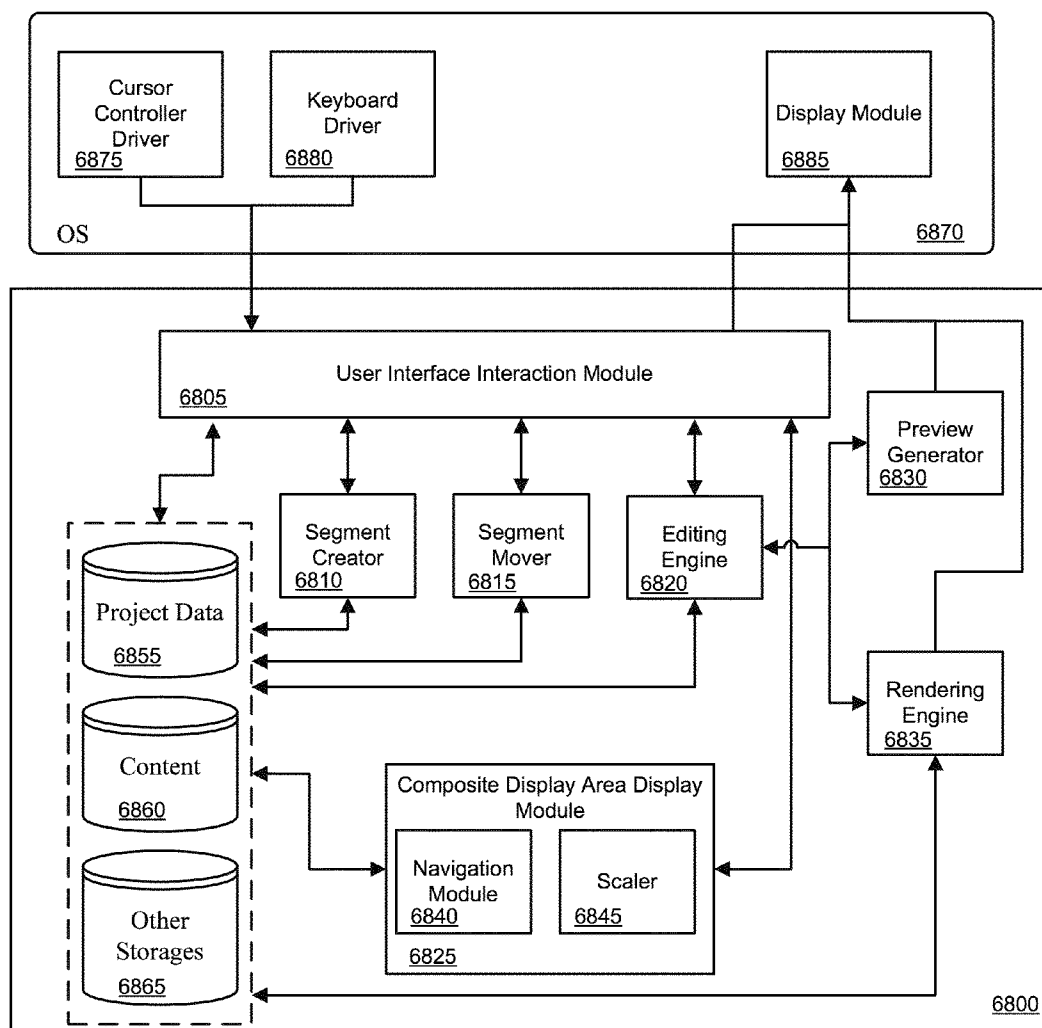 Cursor
Controller
Driver
6875
Keyboard
Driver
6880
Display Module
6885
OS
6870
User Interface Interaction Module
6805
Preview
Generator
6830
Segment
Creator
6810
Segment
Mover
6815
Editing
Engine
6820
Project Data
6855
Rendering
Engine
6835
Content
6860
Composite Display Area Display
Module
Navigation
Module
6840
Scaler
6845
6825
Other
Storages
6865
6800